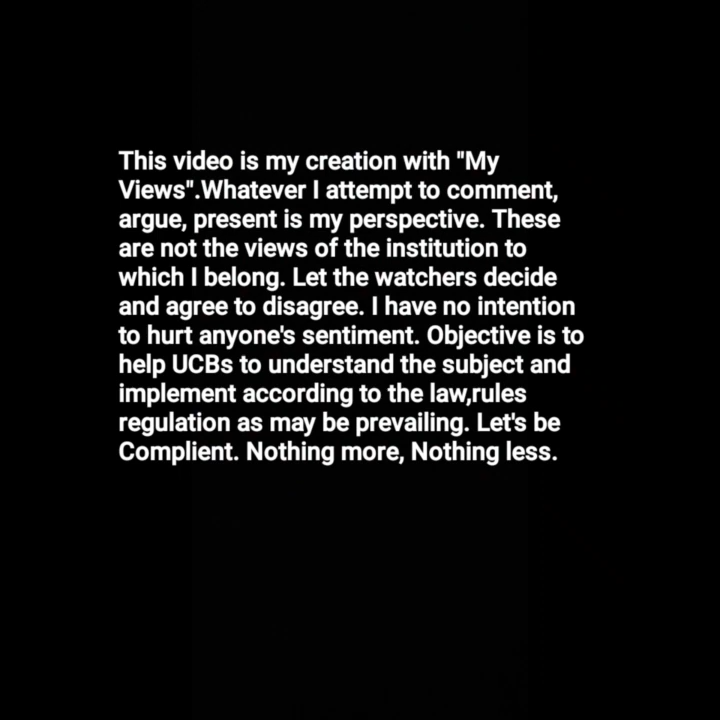 This video is my creation with "My
Views".Whatever I attempt to comment,
argue, present is my perspective. These
are not the views of the institution to
which I belong. Let the watchers decide
and agree to disagree. I have no intention
to hurt anyone's sentiment. Objective is to
help UCBs to understand the subject and
implement according to the law,rules
regulation as may be prevailing. Let's be
Complient. Nothing more, Nothing less.